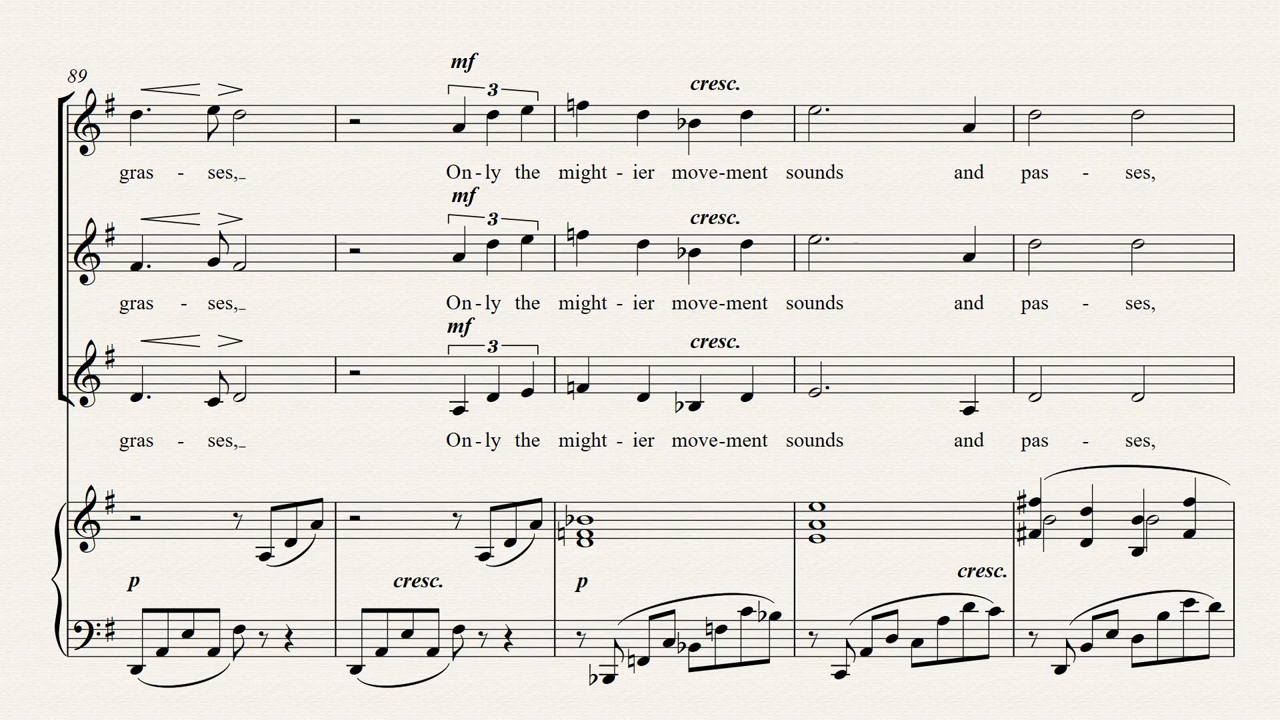 89
mf
3
cresc.
gras - ses,_ On - ly the might - ier move - ment sounds and pas - ses,
mf
3
cresc.
gras - ses,_ On - ly the might - ier move - ment sounds and pas - ses,
mf
3
cresc.
gras - ses,_ On - ly the might - ier move - ment sounds and pas - ses,
p cresc. p cresc.